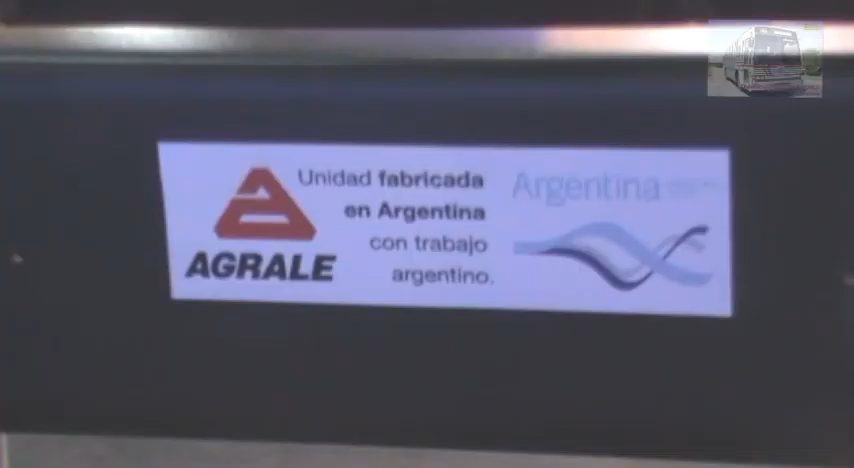 AGRALE
Unidad fabricada
en Argentina
con trabajo
argentino.
Argentina